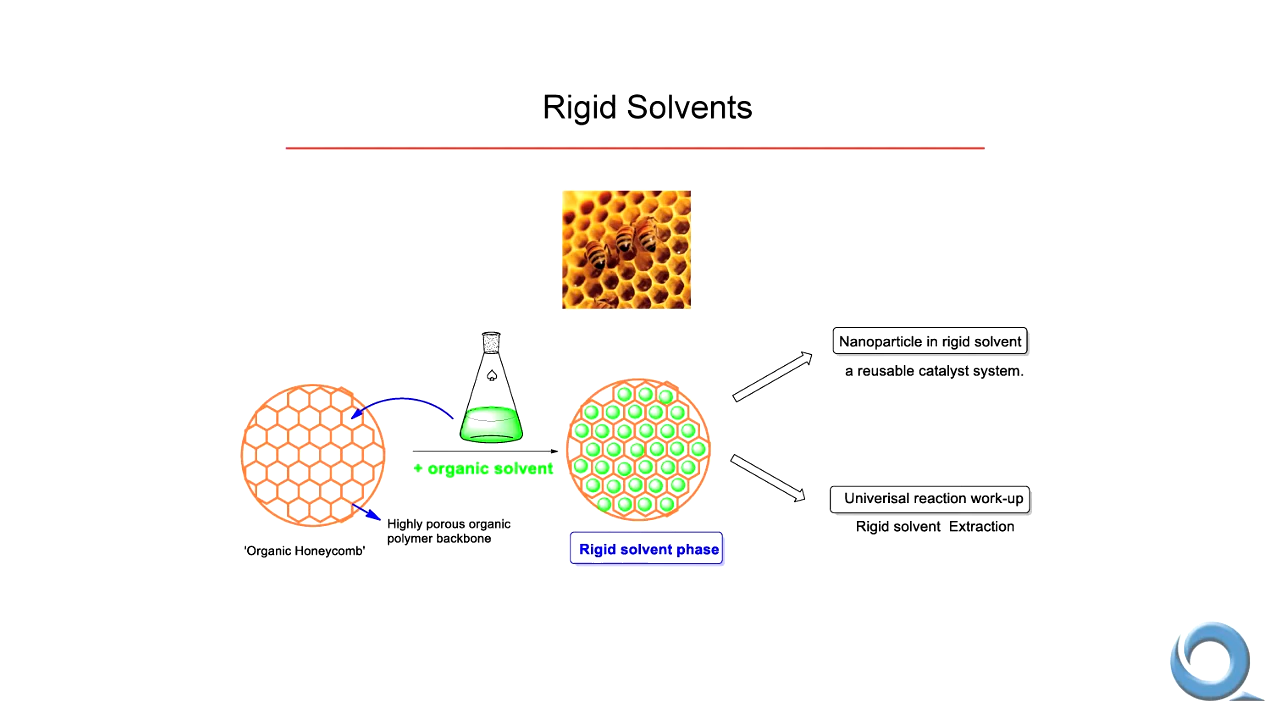 Rigid Solvents
Nanoparticle in rigid solvent
a reusable catalyst system.
+ organic solvent
Univerisal reaction work-up
Rigid solvent Extraction
Highly porous organic
polymer backbone
'Organic Honeycomb'
Rigid solvent phase